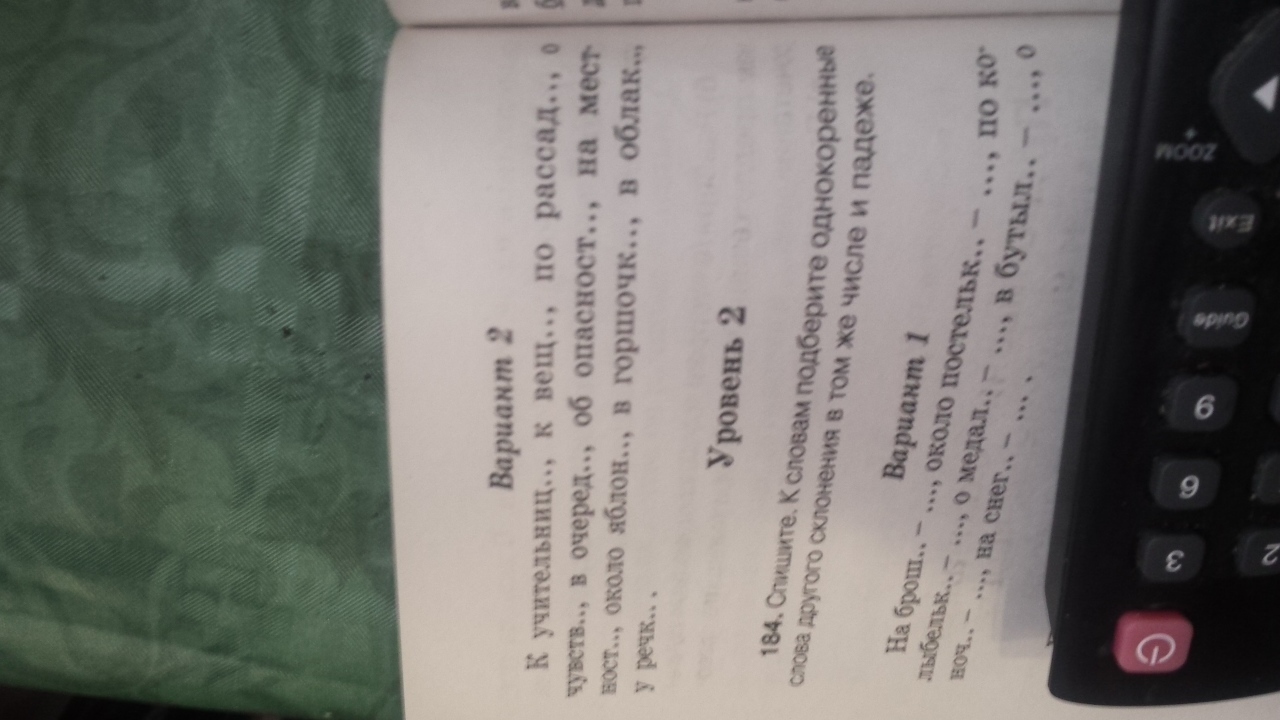 Вариант 2
К учительниц.., к вещ.., по рассад.., о
чувств.., в очеред.., об опасност.., на мест-
ност.., около яблон.., в горшочк.., в облак..,
у речк.. .
Уровень 2
184. Спишите. К словам подберите однокоренные
слова другого склонения в том же числе и падеже.
Вариант 1
На брош.. – ..., около постельк.. – ..., по ко-
лыбельк.. – ..., о медал.. – ..., в бутыл.. – ..., о
ноч.. – ..., на снег.. – ... .
ZOOM
+
Exit
Guide
9
6
3
2